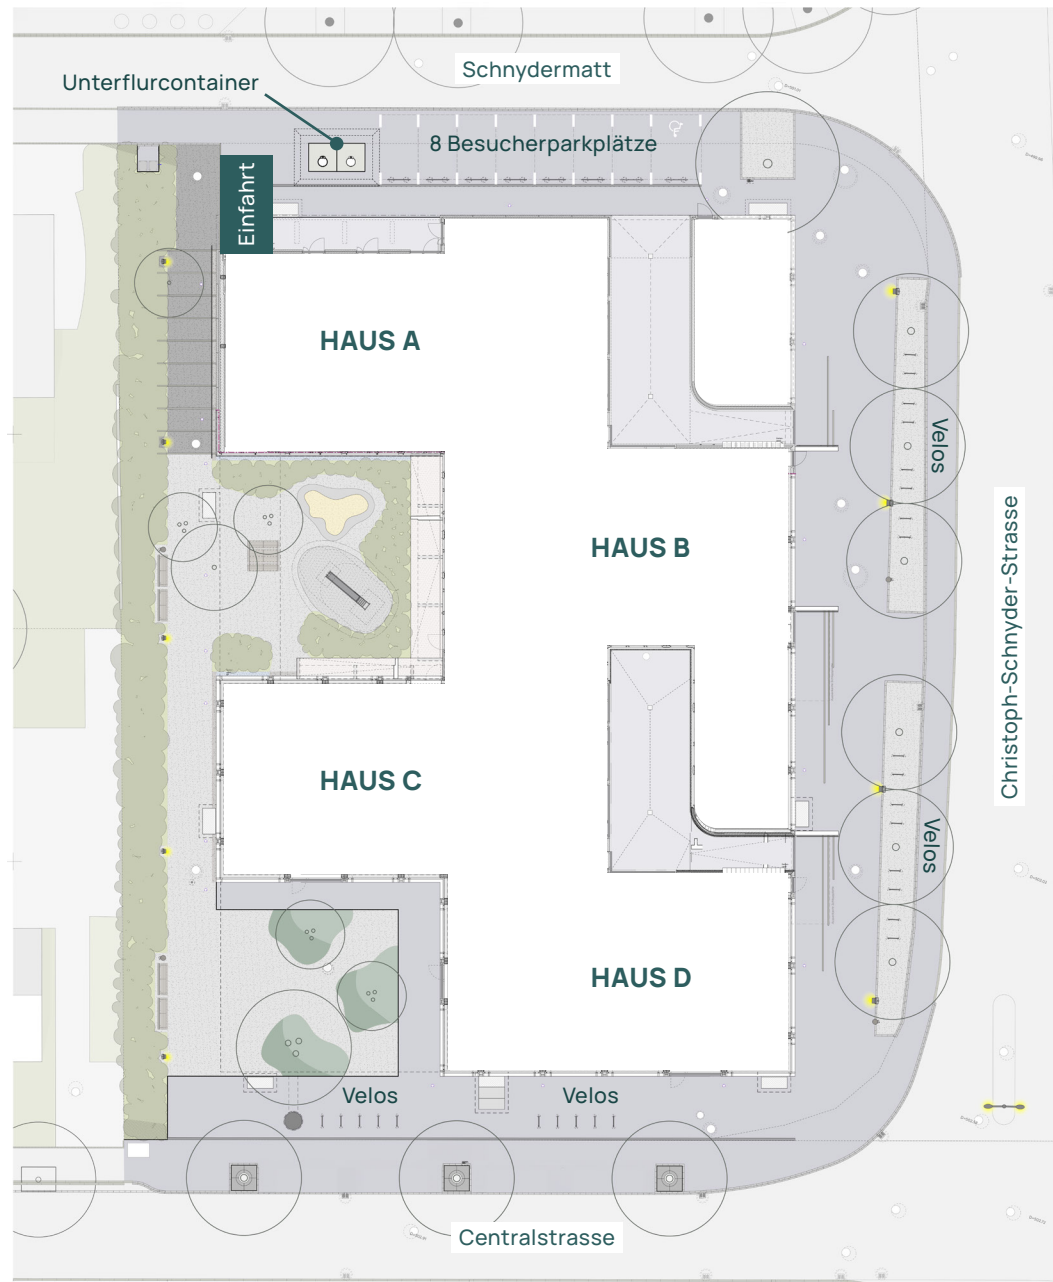 Schnydermatt
Unterflurcontainer
8 Besucherparkplätze
Einfahrt
HAUS A
Velos
HAUS B
Christoph-Schnyder-Strasse
HAUS C
Velos
HAUS D
Velos
Velos
Centralstrasse